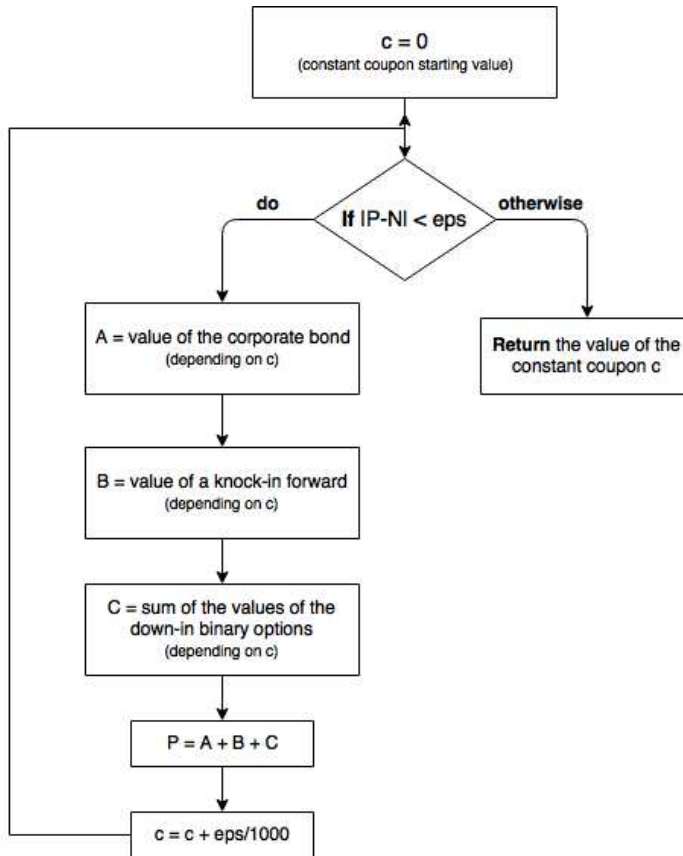 c = 0
(constant coupon starting value)
do
otherwise
If |P-N| < eps
A = value of the corporate bond
(depending on c)
Return the value of the
constant coupon c
B = value of a knock-in forward
(depending on c)
C = sum of the values of the
down-in binary options
(depending on c)
P = A + B + C
c = c + eps/1000